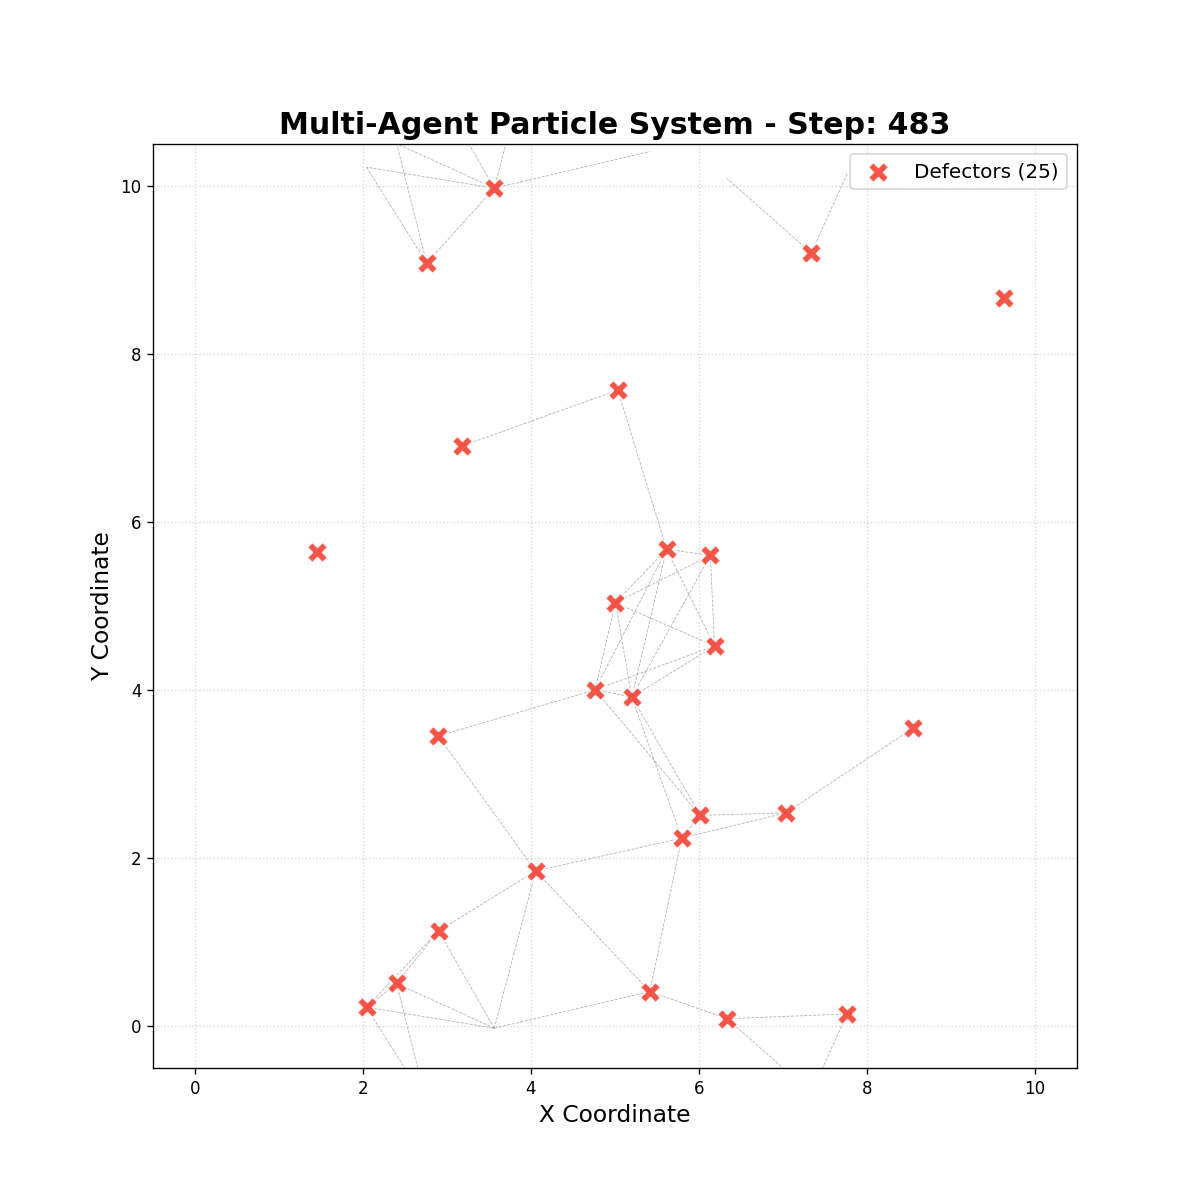 Multi-Agent Particle System - Step: 483
Defectors (25)
10
8
6
4
2
0
Y Coordinate
0 2 4 6 8 10
X Coordinate